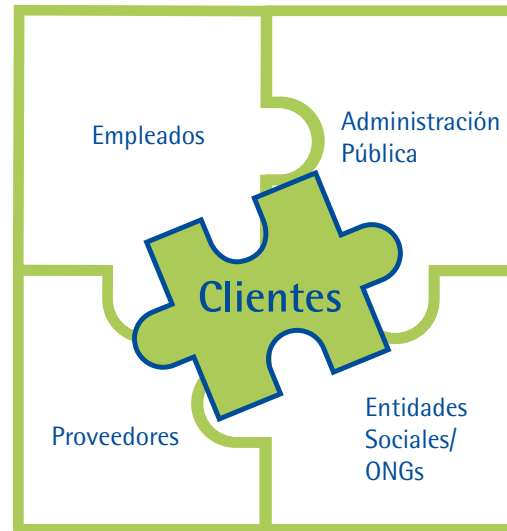 Empleados
Administración
Pública
Clientes
Proveedores
Entidades
Sociales/
ONGs